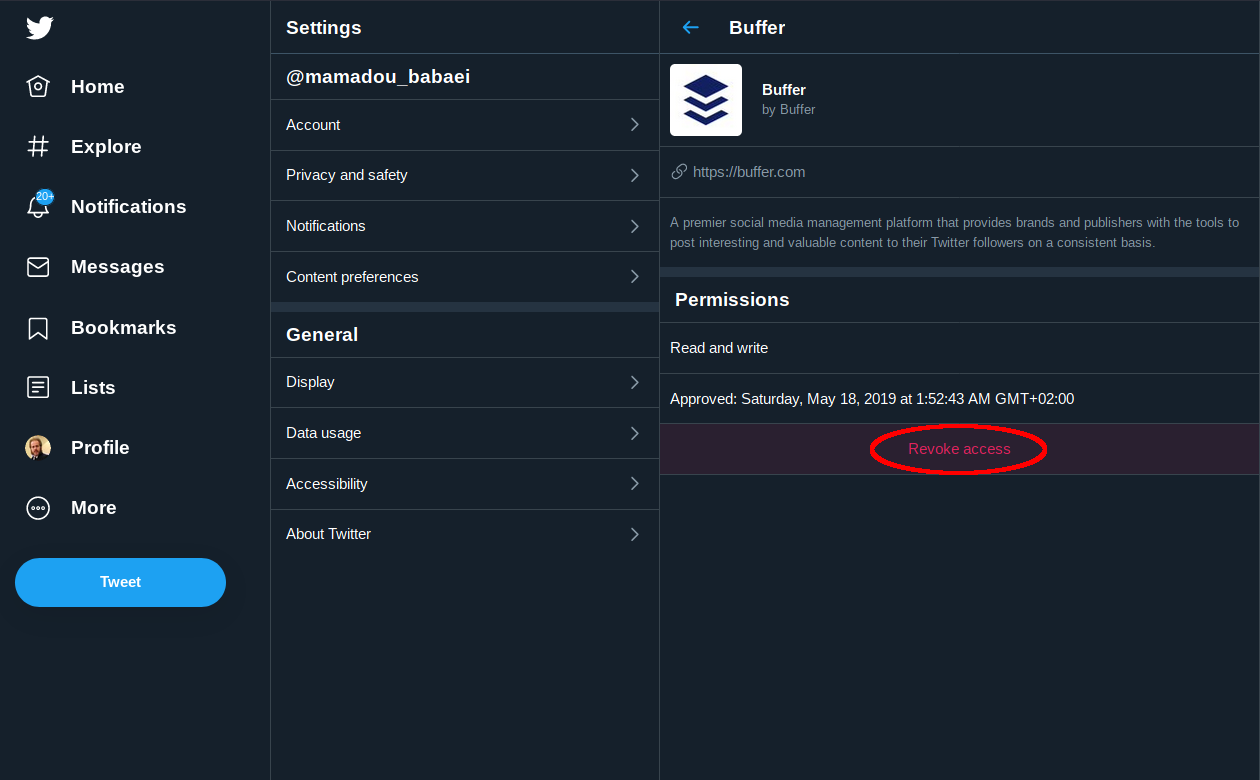 Home
Explore
20+
Notifications
Messages
Bookmarks
Lists
Profile
More
Tweet
Settings
@mamadou_babaei
Account
Privacy and safety
Notifications
Content preferences
General
Display
Data usage
Accessibility
About Twitter
Buffer
Buffer
by Buffer
https://buffer.com
A premier social media management platform that provides brands and publishers with the tools to
post interesting and valuable content to their Twitter followers on a consistent basis.
Permissions
Read and write
Approved: Saturday, May 18, 2019 at 1:52:43 AM GMT+02:00
Revoke access